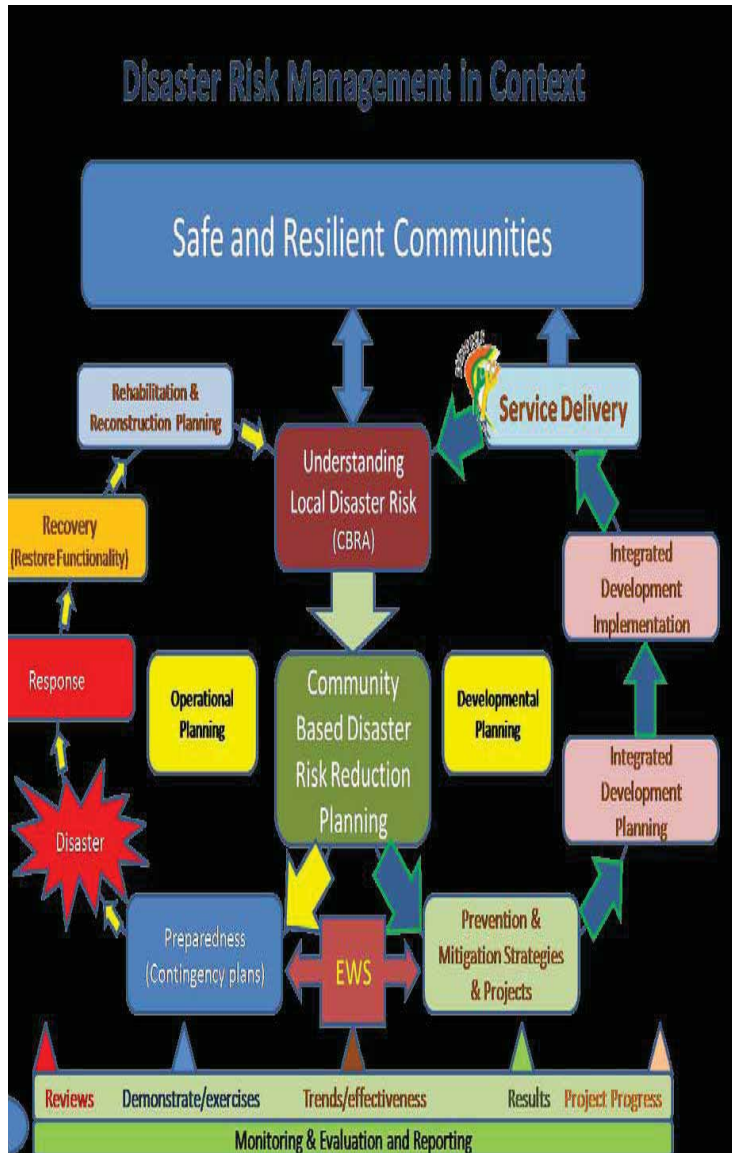 Disaster Risk Management in Context
Safe and Resilient Communities
Rehabilitation &
Reconstruction Planning
Service Delivery
Understanding
Local Disaster Risk
(CBRA)
Recovery
(Restore Functionality)
Integrated
Development
Implementation
Response
Operational
Planning
Community
Based Disaster
Risk Reduction
Planning
Developmental
Planning
Integrated
Development
Planning
Disaster
Preparedness
(Contingency plans)
EWS
Prevention &
Mitigation Strategies
& Projects
Reviews
Demonstrate/exercises
Trends/effectiveness
Results
Project Progress
Monitoring & Evaluation and Reporting